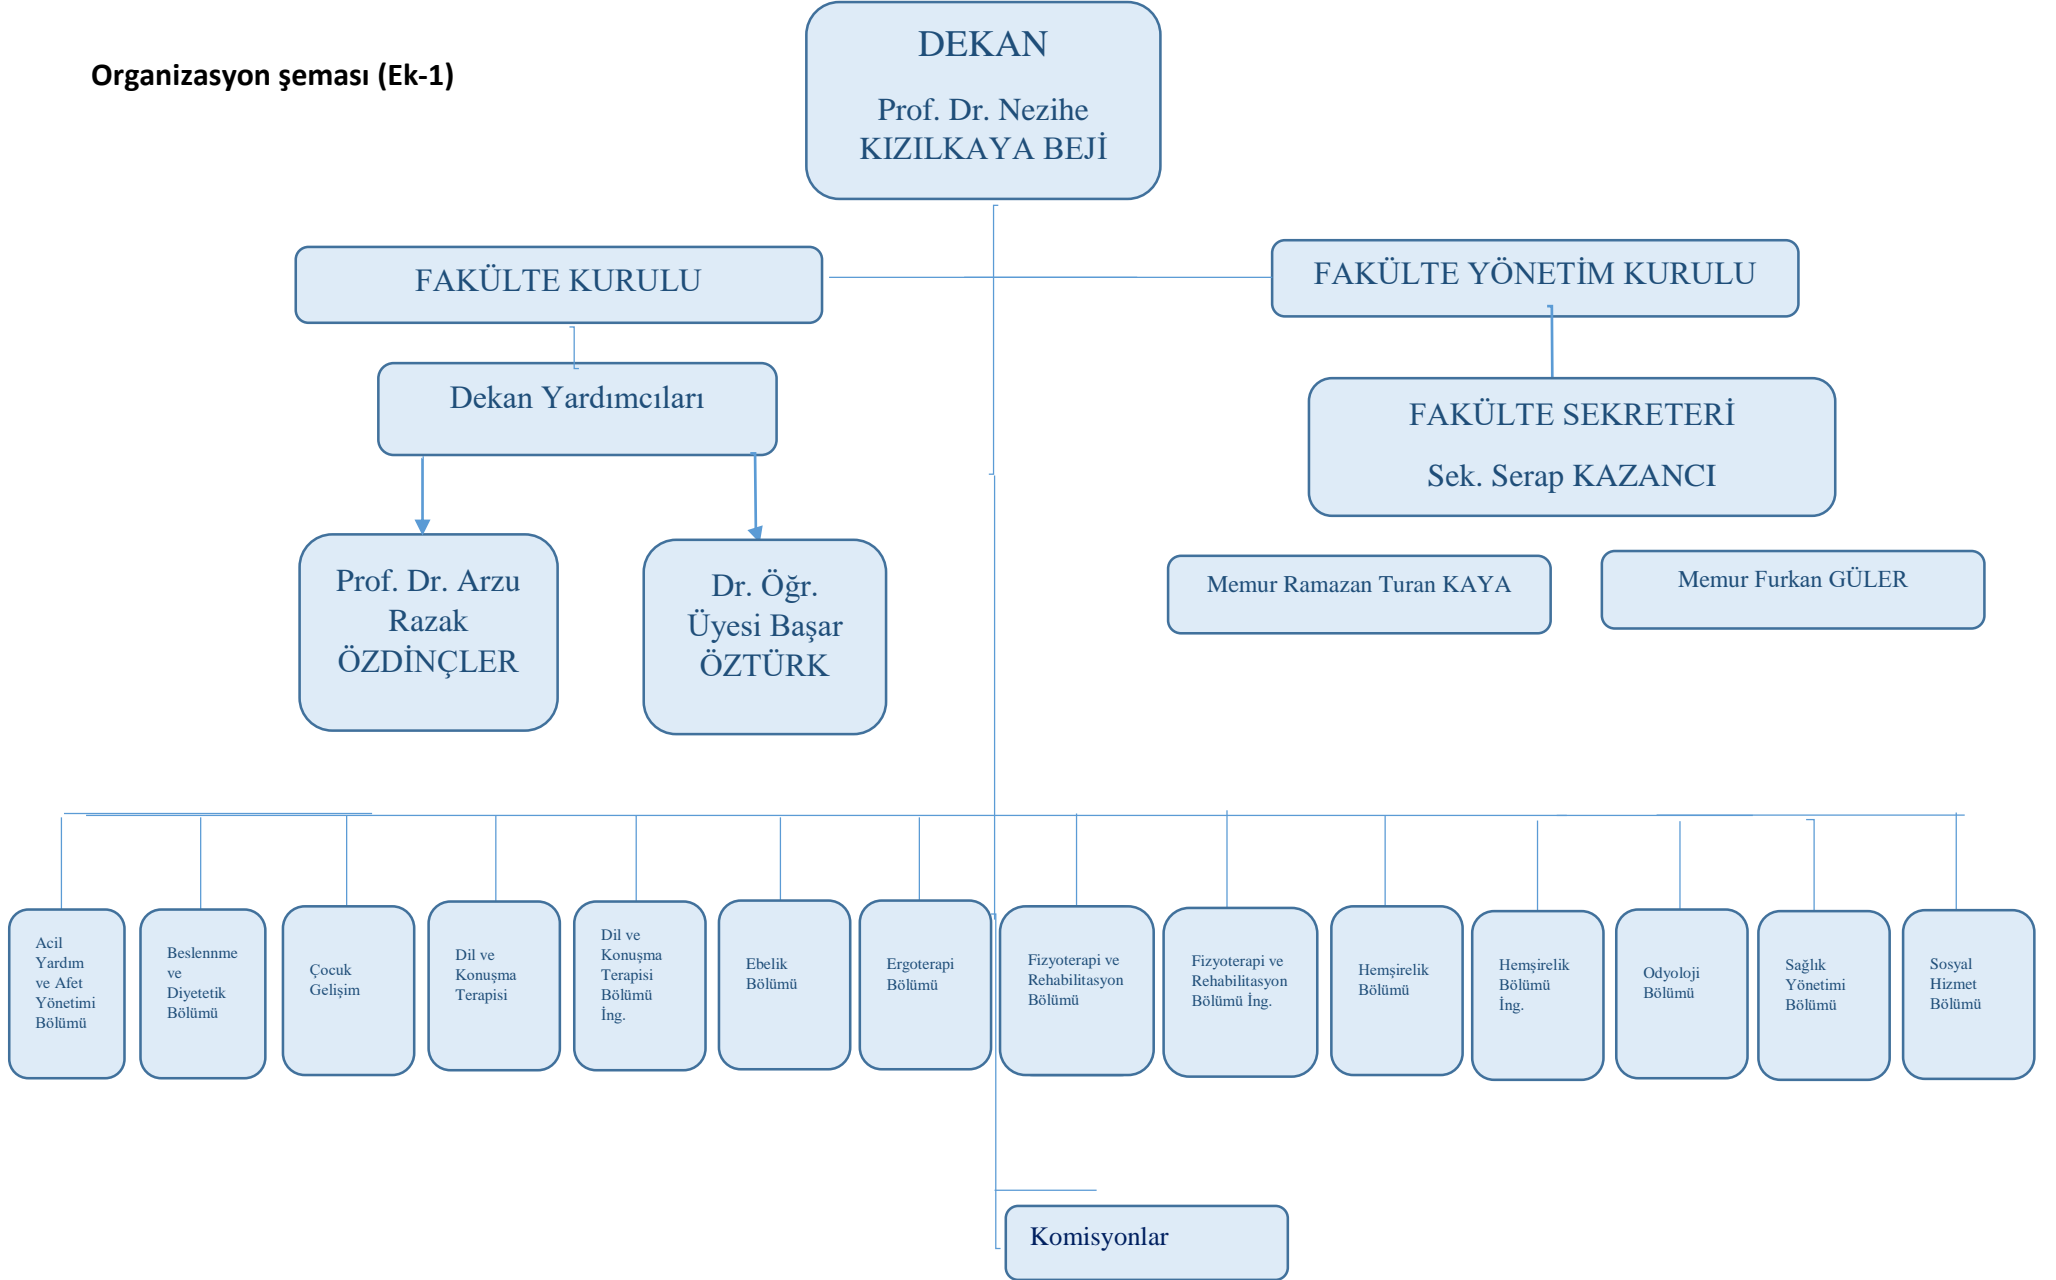 Organizasyon şeması (Ek-1)
DEKAN
Prof. Dr. Nezihe
KIZILKAYA BEJİ
FAKÜLTE KURULU
FAKÜLTE YÖNETİM KURULU
Dekan Yardımcıları
FAKÜLTE SEKRETERİ
Sek. Serap KAZANCI
Prof. Dr. Arzu
Razak
ÖZDİNÇLER
Dr. Öğr.
Üyesi Başar
ÖZTÜRK
Memur Ramazan Turan KAYA
Memur Furkan GÜLER
Acil
Yardım
ve Afet
Yönetimi
Bölümü
Beslennme
ve
Diyetetik
Bölümü
Çocuk
Gelişim
Dil ve
Konuşma
Terapisi
Dil ve
Konuşma
Terapisi
Bölümü
İng.
Ebelik
Bölümü
Ergoterapi
Bölümü
Fizyoterapi ve
Rehabilitasyon
Bölümü
Fizyoterapi ve
Rehabilitasyon
Bölümü İng.
Hemşirelik
Bölümü
Hemşirelik
Bölümü
İng.
Odyoloji
Bölümü
Sağlık
Yönetimi
Bölümü
Sosyal
Hizmet
Bölümü
Komisyonlar